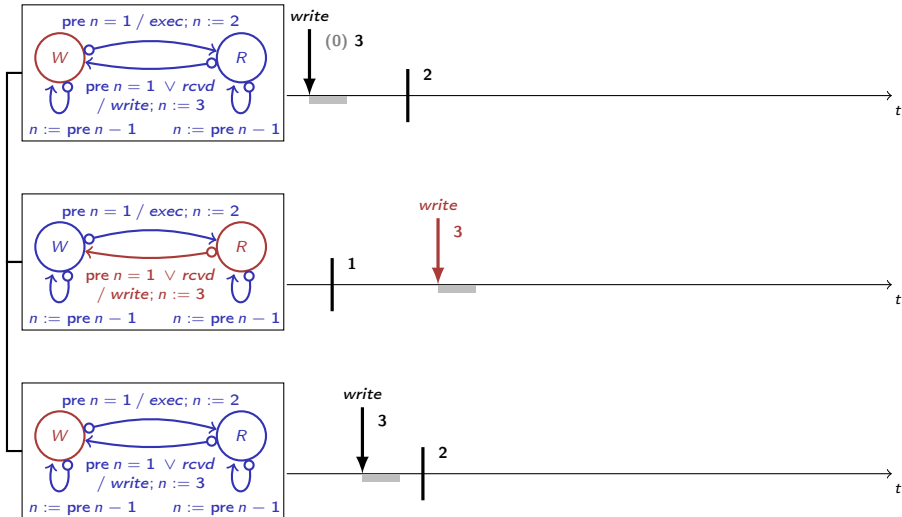 pre n = 1 / exec; n := 2
W
R
pre n = 1 ∨ rcvd
/ write; n := 3
n := pre n − 1
n := pre n − 1
write
(0) 3
2
t
pre n = 1 / exec; n := 2
W
R
pre n = 1 ∨ rcvd
/ write; n := 3
n := pre n − 1
n := pre n − 1
1
write
3
t
pre n = 1 / exec; n := 2
W
R
pre n = 1 ∨ rcvd
/ write; n := 3
n := pre n − 1
n := pre n − 1
write
3
2
t